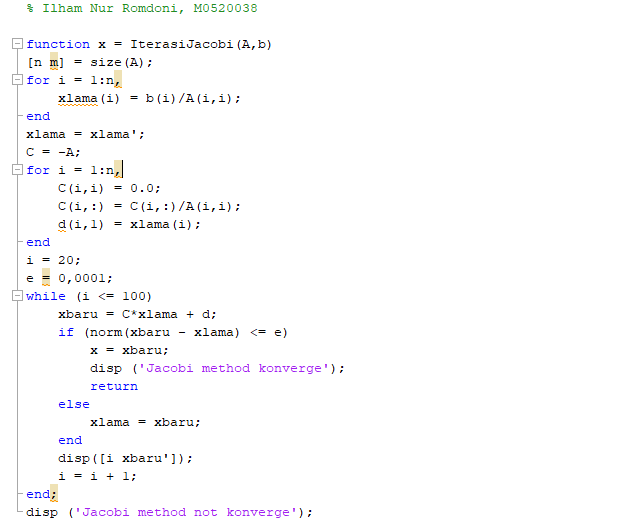 % Ilham Nur Romdoni, M0520038
function x = IterasiJacobi(A,b)
[n m] = size(A);
for i = 1:n,
xlama(i) = b(i)/A(i,i);
end
xlama = xlama';
C = -A;
for i = 1:n,
C(i,i) = 0.0;
C(i,:) = C(i,:)/A(i,i);
d(i,1) = xlama(i);
end
i = 20;
e = 0,0001;
while (i <= 100)
xbaru = C*xlama + d;
if (norm(xbaru - xlama) <= e)
x = xbaru;
disp ('Jacobi method konverge');
return
else
xlama = xbaru;
end
disp([i xbaru']);
i = i + 1;
end;
disp ('Jacobi method not konverge');